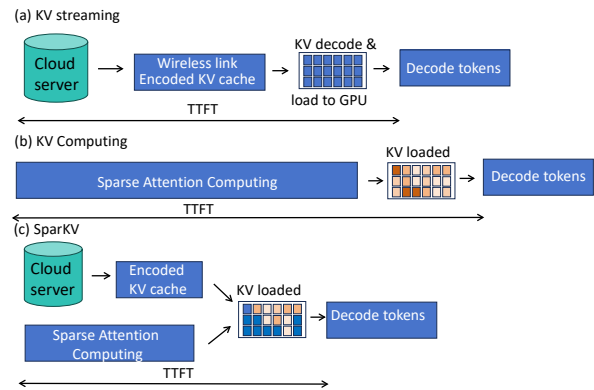 (a) KV streaming
Cloud
server
Wireless link
Encoded KV cache
KV decode &
load to GPU
Decode tokens
TTFT
(b) KV Computing
Sparse Attention Computing
KV loaded
Decode tokens
TTFT
(c) SparKV
Cloud
server
Encoded
KV cache
Sparse Attention
Computing
KV loaded
Decode tokens
TTFT